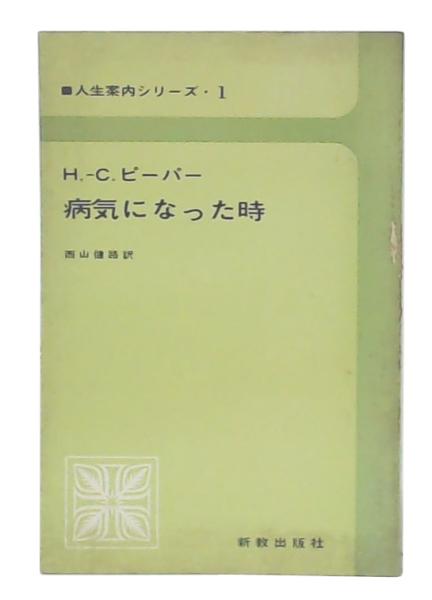 ■人生案内シリーズ・1
H.-C.ピーパー
病気になった時
西山健路訳
新教出版社